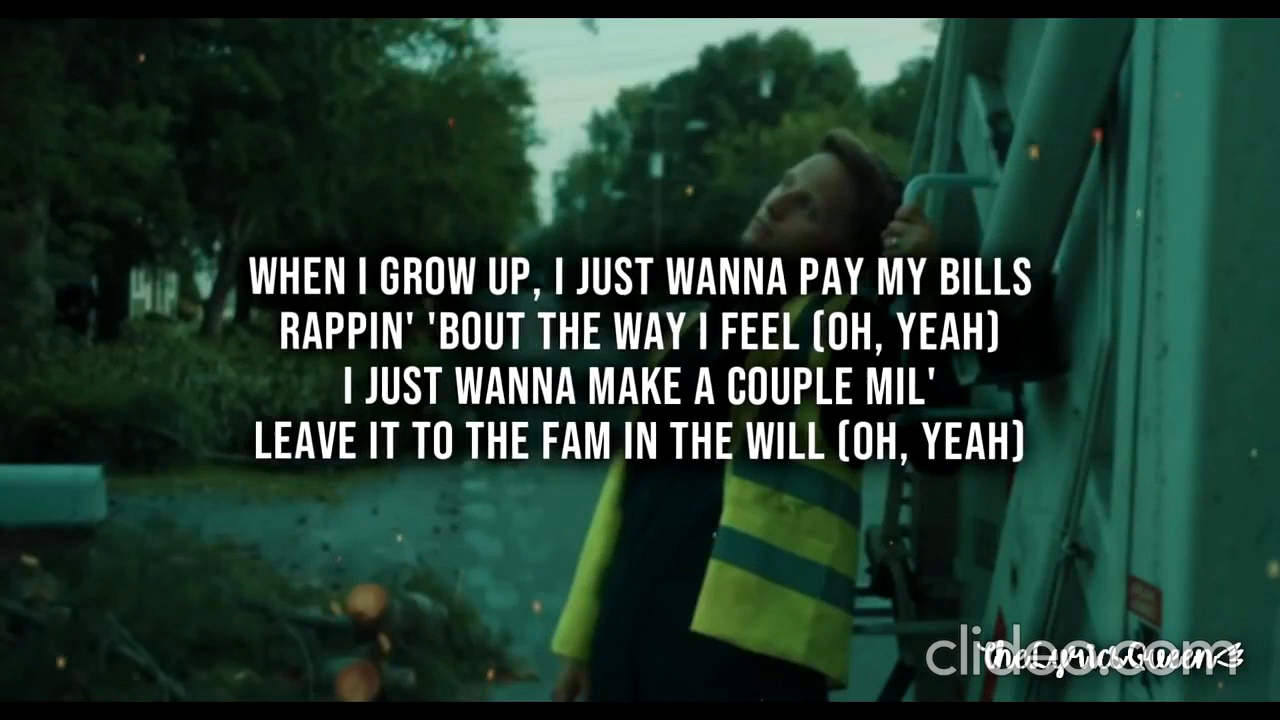 WHEN I GROW UP, I JUST WANNA PAY MY BILLS
RAPPIN' 'BOUT THE WAY I FEEL (OH, YEAH)
I JUST WANNA MAKE A COUPLE MIL'
LEAVE IT TO THE FAM IN THE WILL (OH, YEAH)
clideo.com
TheLyricsQueen